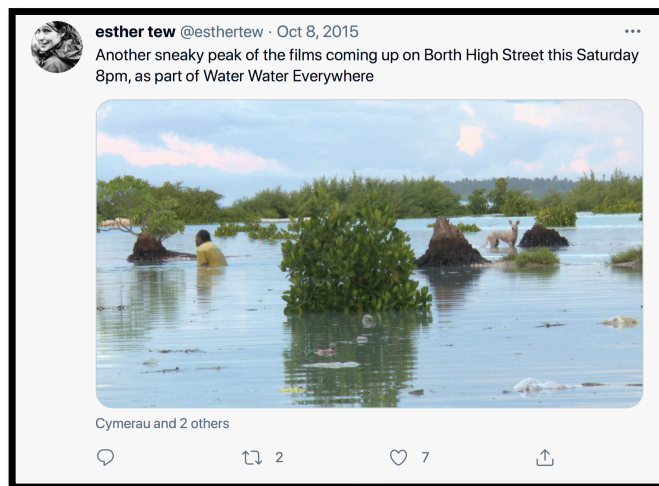 esther tew @esthertew · Oct 8, 2015
Another sneaky peak of the films coming up on Borth High Street this Saturday
8pm, as part of Water Water Everywhere
Cymerau and 2 others
2
7